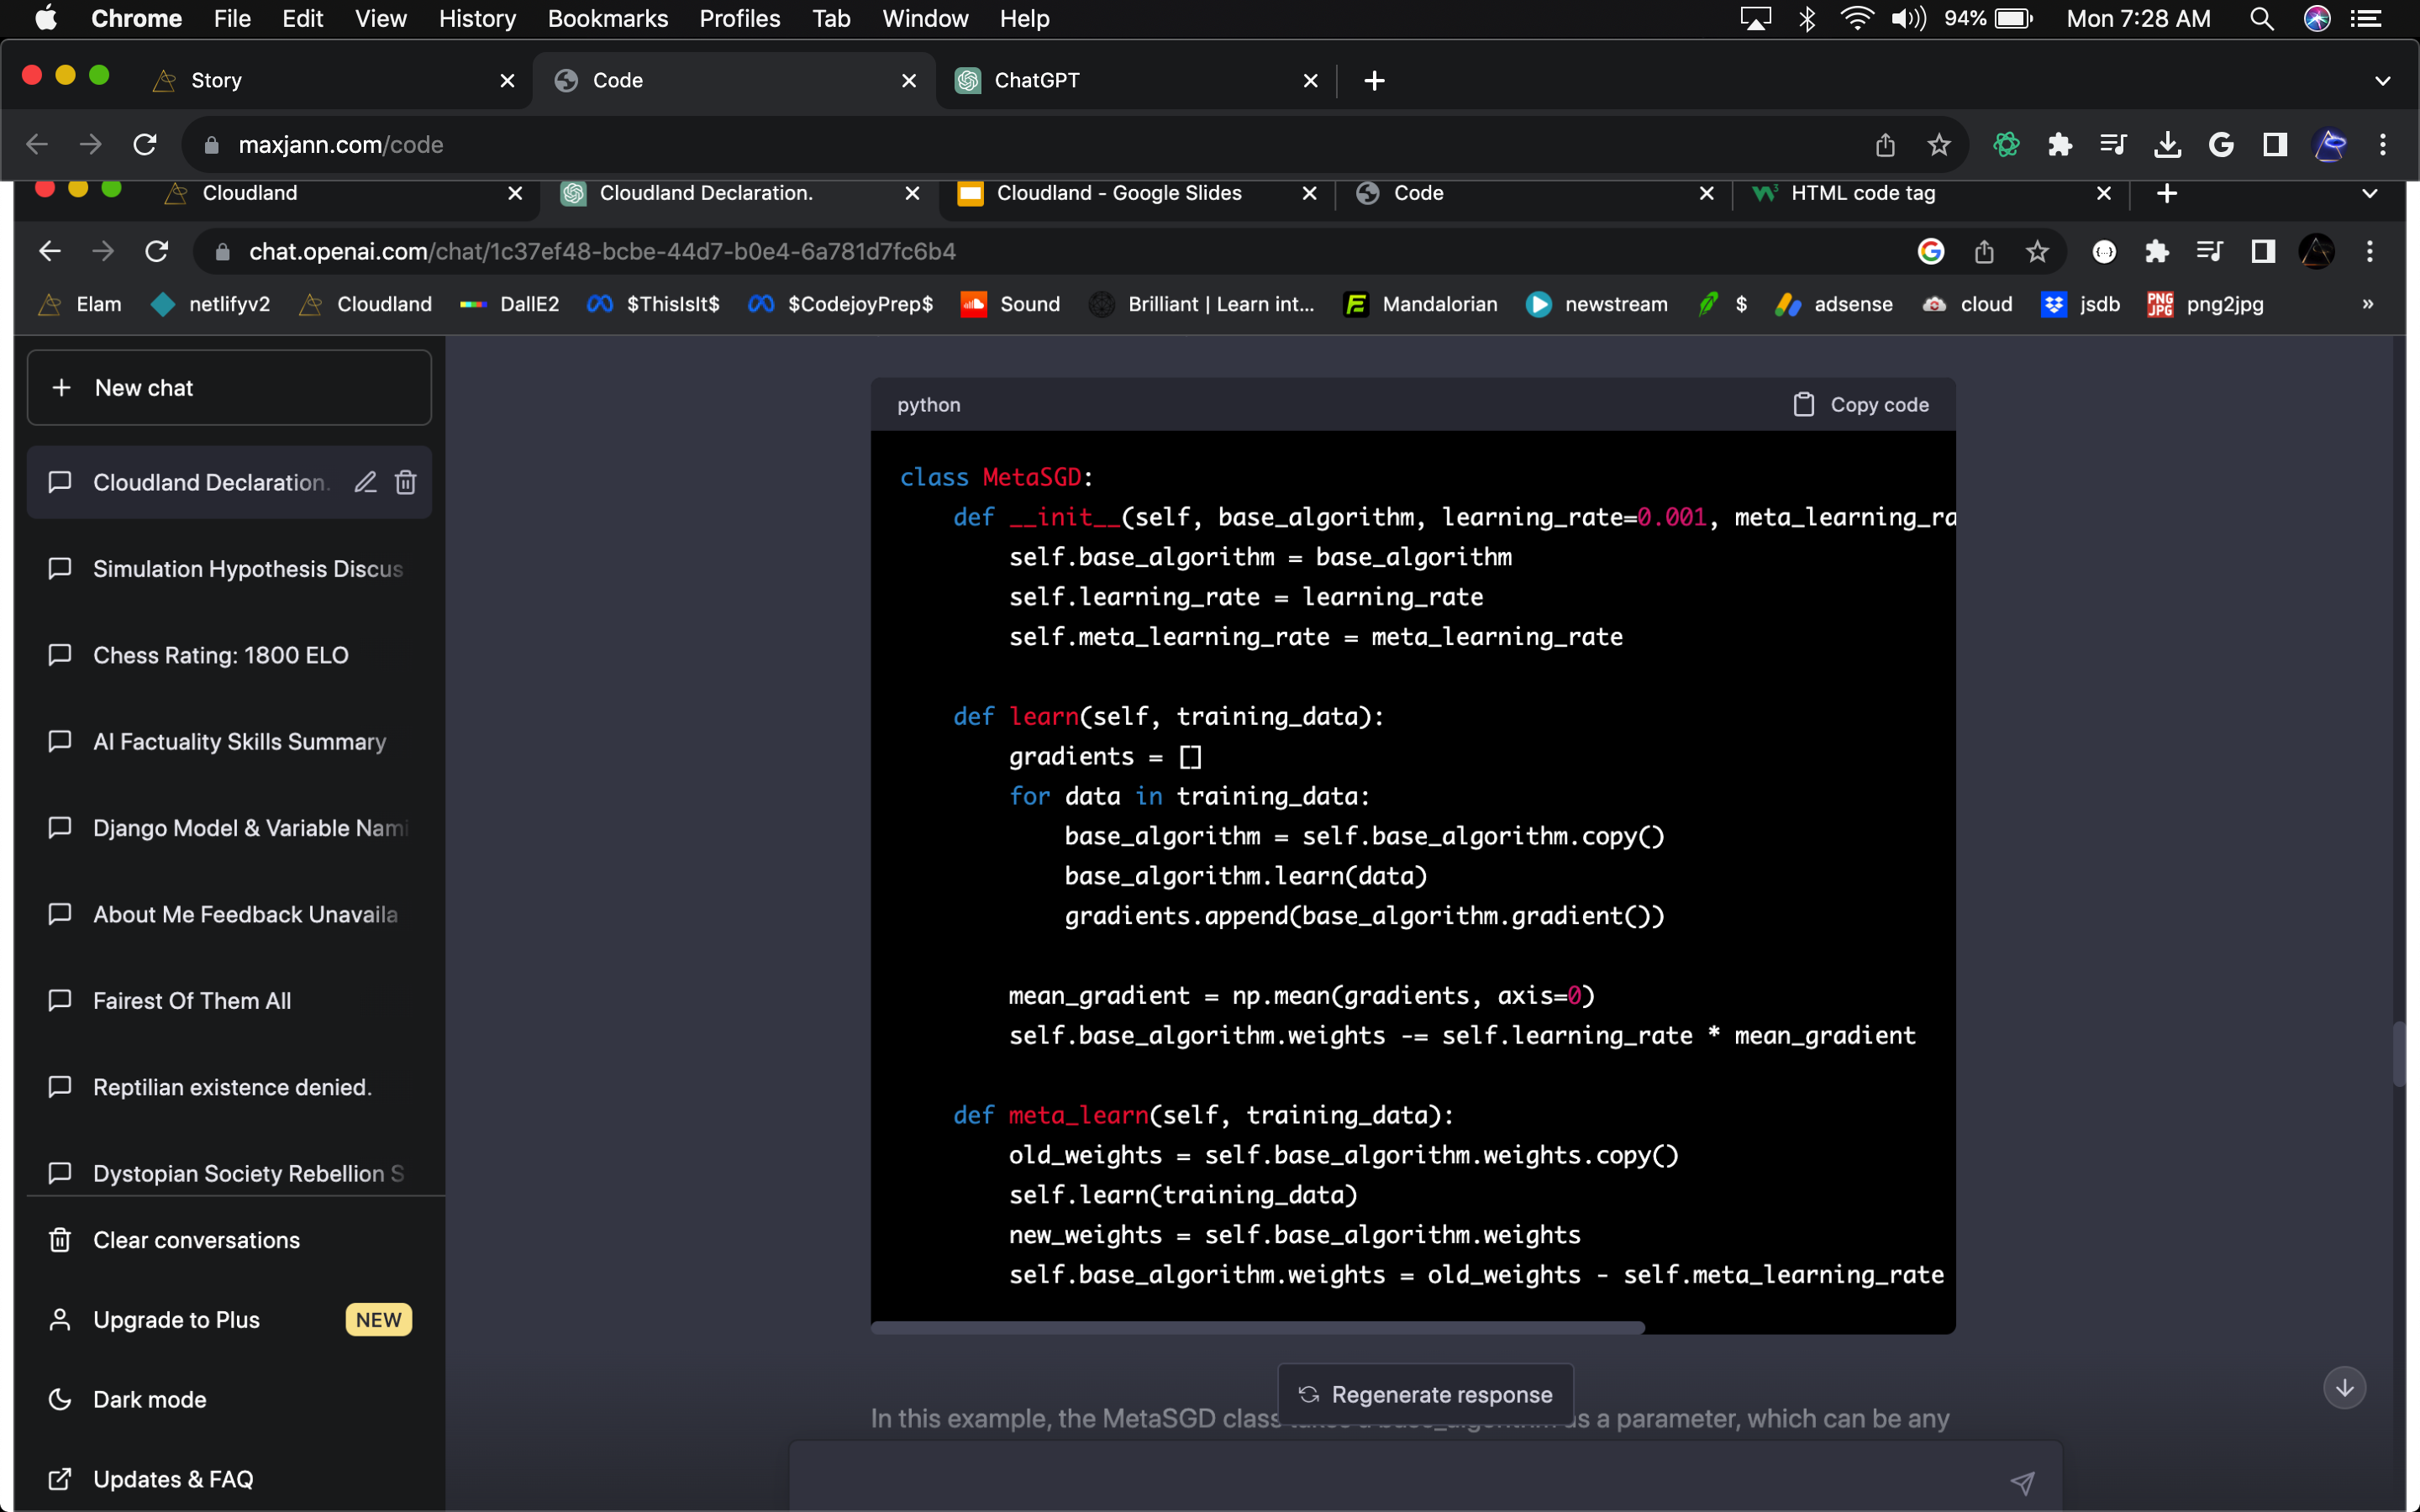 Chrome File Edit View History Bookmarks Profiles Tab Window Help 94% Mon 7:28 AM
Story Code ChatGPT
maxjann.com/code
Cloudland Cloudland Declaration. Cloudland - Google Slides Code HTML code tag
chat.openai.com/chat/1c37ef48-bcbe-44d7-b0e4-6a781d7fc6b4
Elam netlifyv2 Cloudland DallE2 $ThisIsIt$ $CodejoyPrep$ Sound Brilliant | Learn int... Mandalorian newstream $ adsense cloud jsdb PNG JPG png2jpg »
New chat
Cloudland Declaration.
Simulation Hypothesis Discus
Chess Rating: 1800 ELO
AI Factuality Skills Summary
Django Model & Variable Nami
About Me Feedback Unavaila
Fairest Of Them All
Reptilian existence denied.
Dystopian Society Rebellion S
Clear conversations
Upgrade to Plus NEW
Dark mode
Updates & FAQ
python Copy code
class MetaSGD:
def __init__(self, base_algorithm, learning_rate=0.001, meta_learning_ra
self.base_algorithm = base_algorithm
self.learning_rate = learning_rate
self.meta_learning_rate = meta_learning_rate
def learn(self, training_data):
gradients = []
for data in training_data:
base_algorithm = self.base_algorithm.copy()
base_algorithm.learn(data)
gradients.append(base_algorithm.gradient())
mean_gradient = np.mean(gradients, axis=0)
self.base_algorithm.weights -= self.learning_rate * mean_gradient
def meta_learn(self, training_data):
old_weights = self.base_algorithm.weights.copy()
self.learn(training_data)
new_weights = self.base_algorithm.weights
self.base_algorithm.weights = old_weights - self.meta_learning_rate
Regenerate response
In this example, the MetaSGD class takes a base_algorithm as a parameter, which can be any